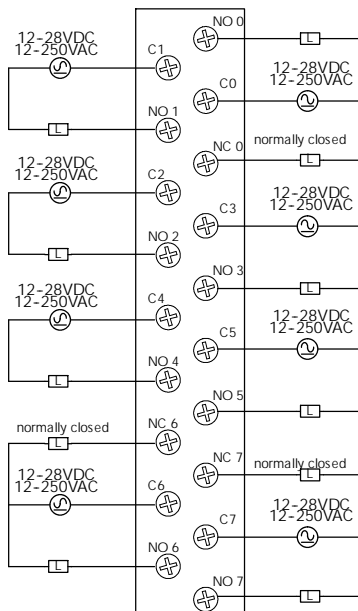 NO 0
12-28VDC
12-250VAC
C1
L
12-28VDC
12-250VAC
C0
NO 1
L
normally closed
NC 0
L
12-28VDC
12-250VAC
C2
12-28VDC
12-250VAC
C3
NO 2
L
NO 3
L
12-28VDC
12-250VAC
C4
12-28VDC
12-250VAC
C5
NO 4
L
NO 5
L
normally closed
NC 6
L
NC 7
normally closed
L
12-28VDC
12-250VAC
C6
12-28VDC
12-250VAC
C7
NO 6
L
NO 7
L